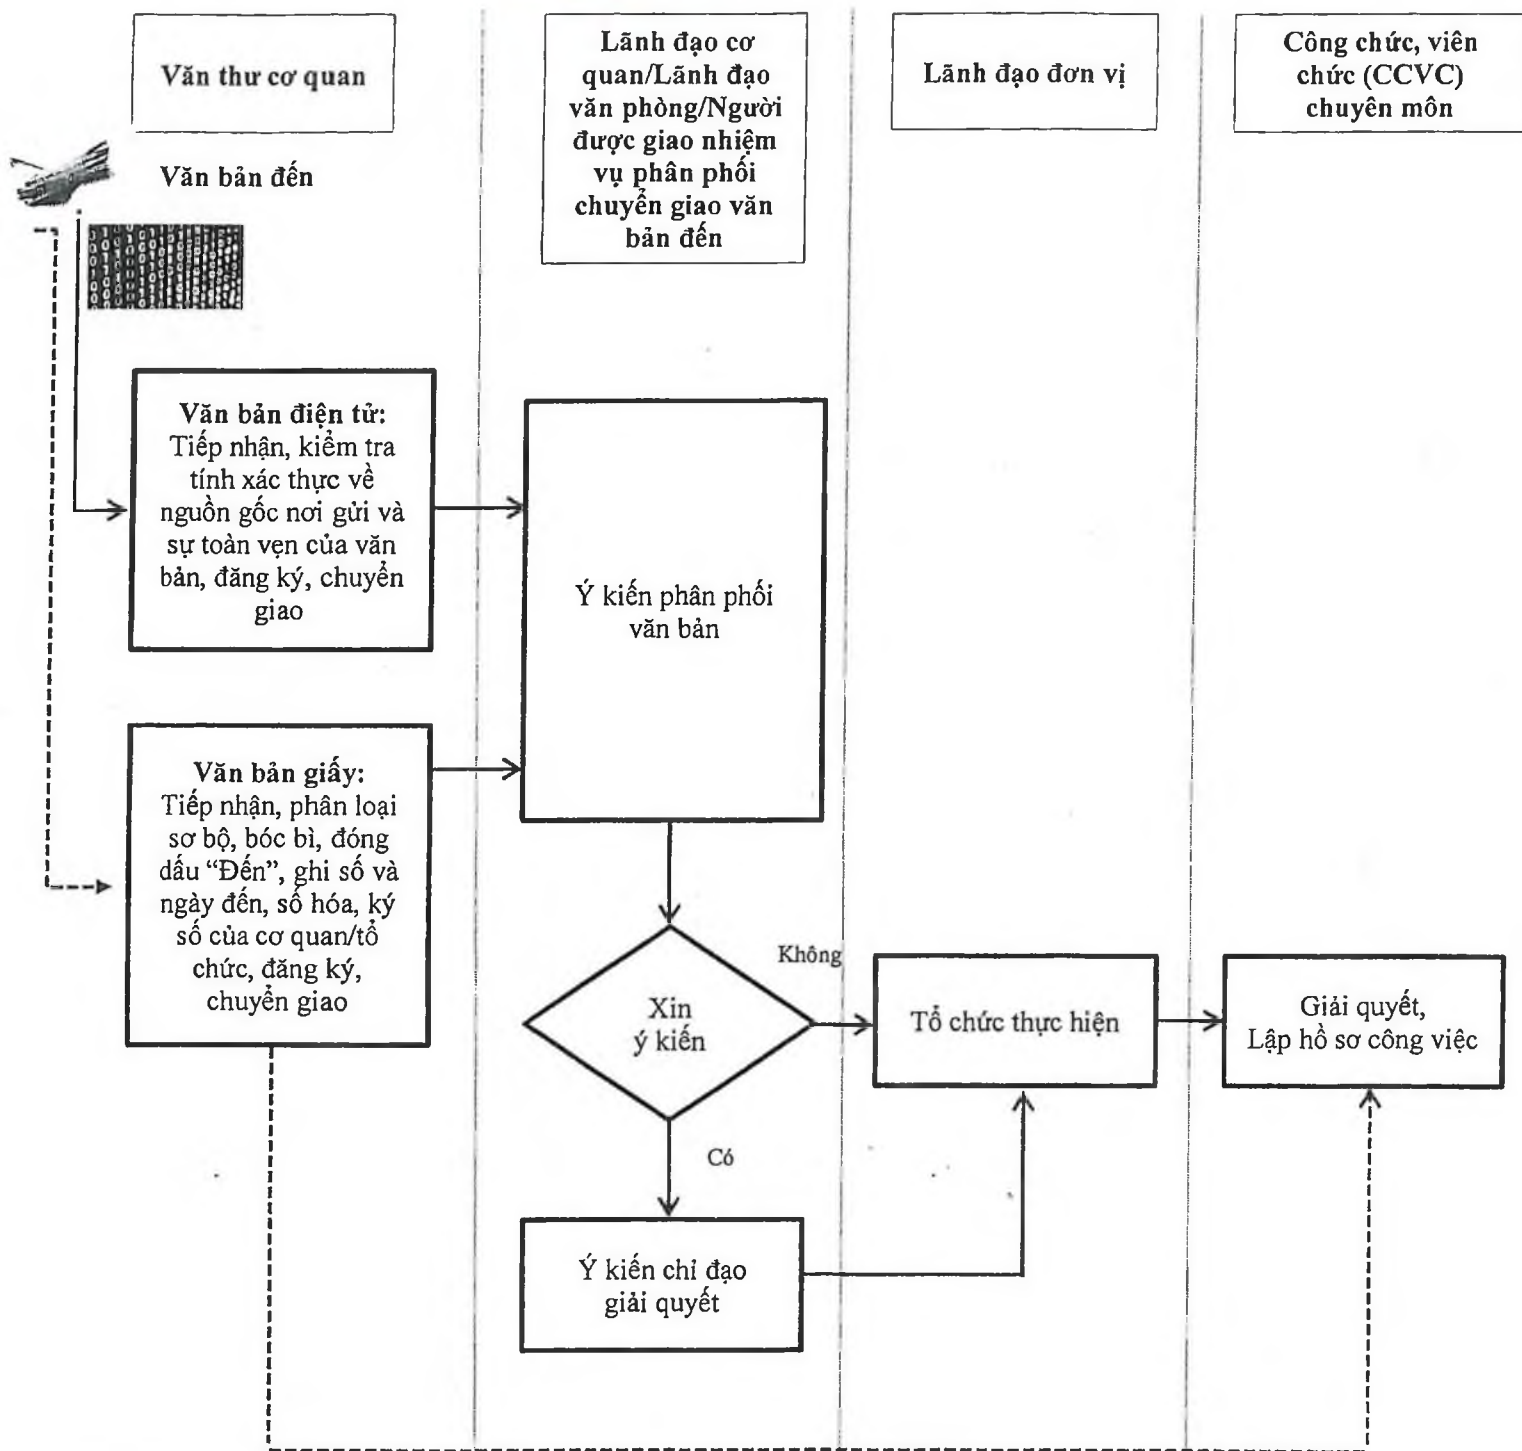 Văn thư cơ quan
Lãnh đạo cơ
quan/Lãnh đạo
văn phòng/Người
được giao nhiệm
vụ phân phối
chuyển giao văn
bản đến
Lãnh đạo đơn vị
Công chức, viên
chức (CCVC)
chuyên môn
Văn bản đến
Văn bản điện tử:
Tiếp nhận, kiểm tra
tính xác thực về
nguồn gốc nơi gửi và
sự toàn vẹn của văn
bản, đăng ký, chuyển
giao
Ý kiến phân phối
văn bản
Văn bản giấy:
Tiếp nhận, phân loại
sơ bộ, bóc bì, đóng
dấu “Đến”, ghi số và
ngày đến, số hóa, ký
số của cơ quan/tổ
chức, đăng ký,
chuyển giao
Xin
ý kiến
Không
Tổ chức thực hiện
Giải quyết,
Lập hồ sơ công việc
Có
Ý kiến chỉ đạo
giải quyết